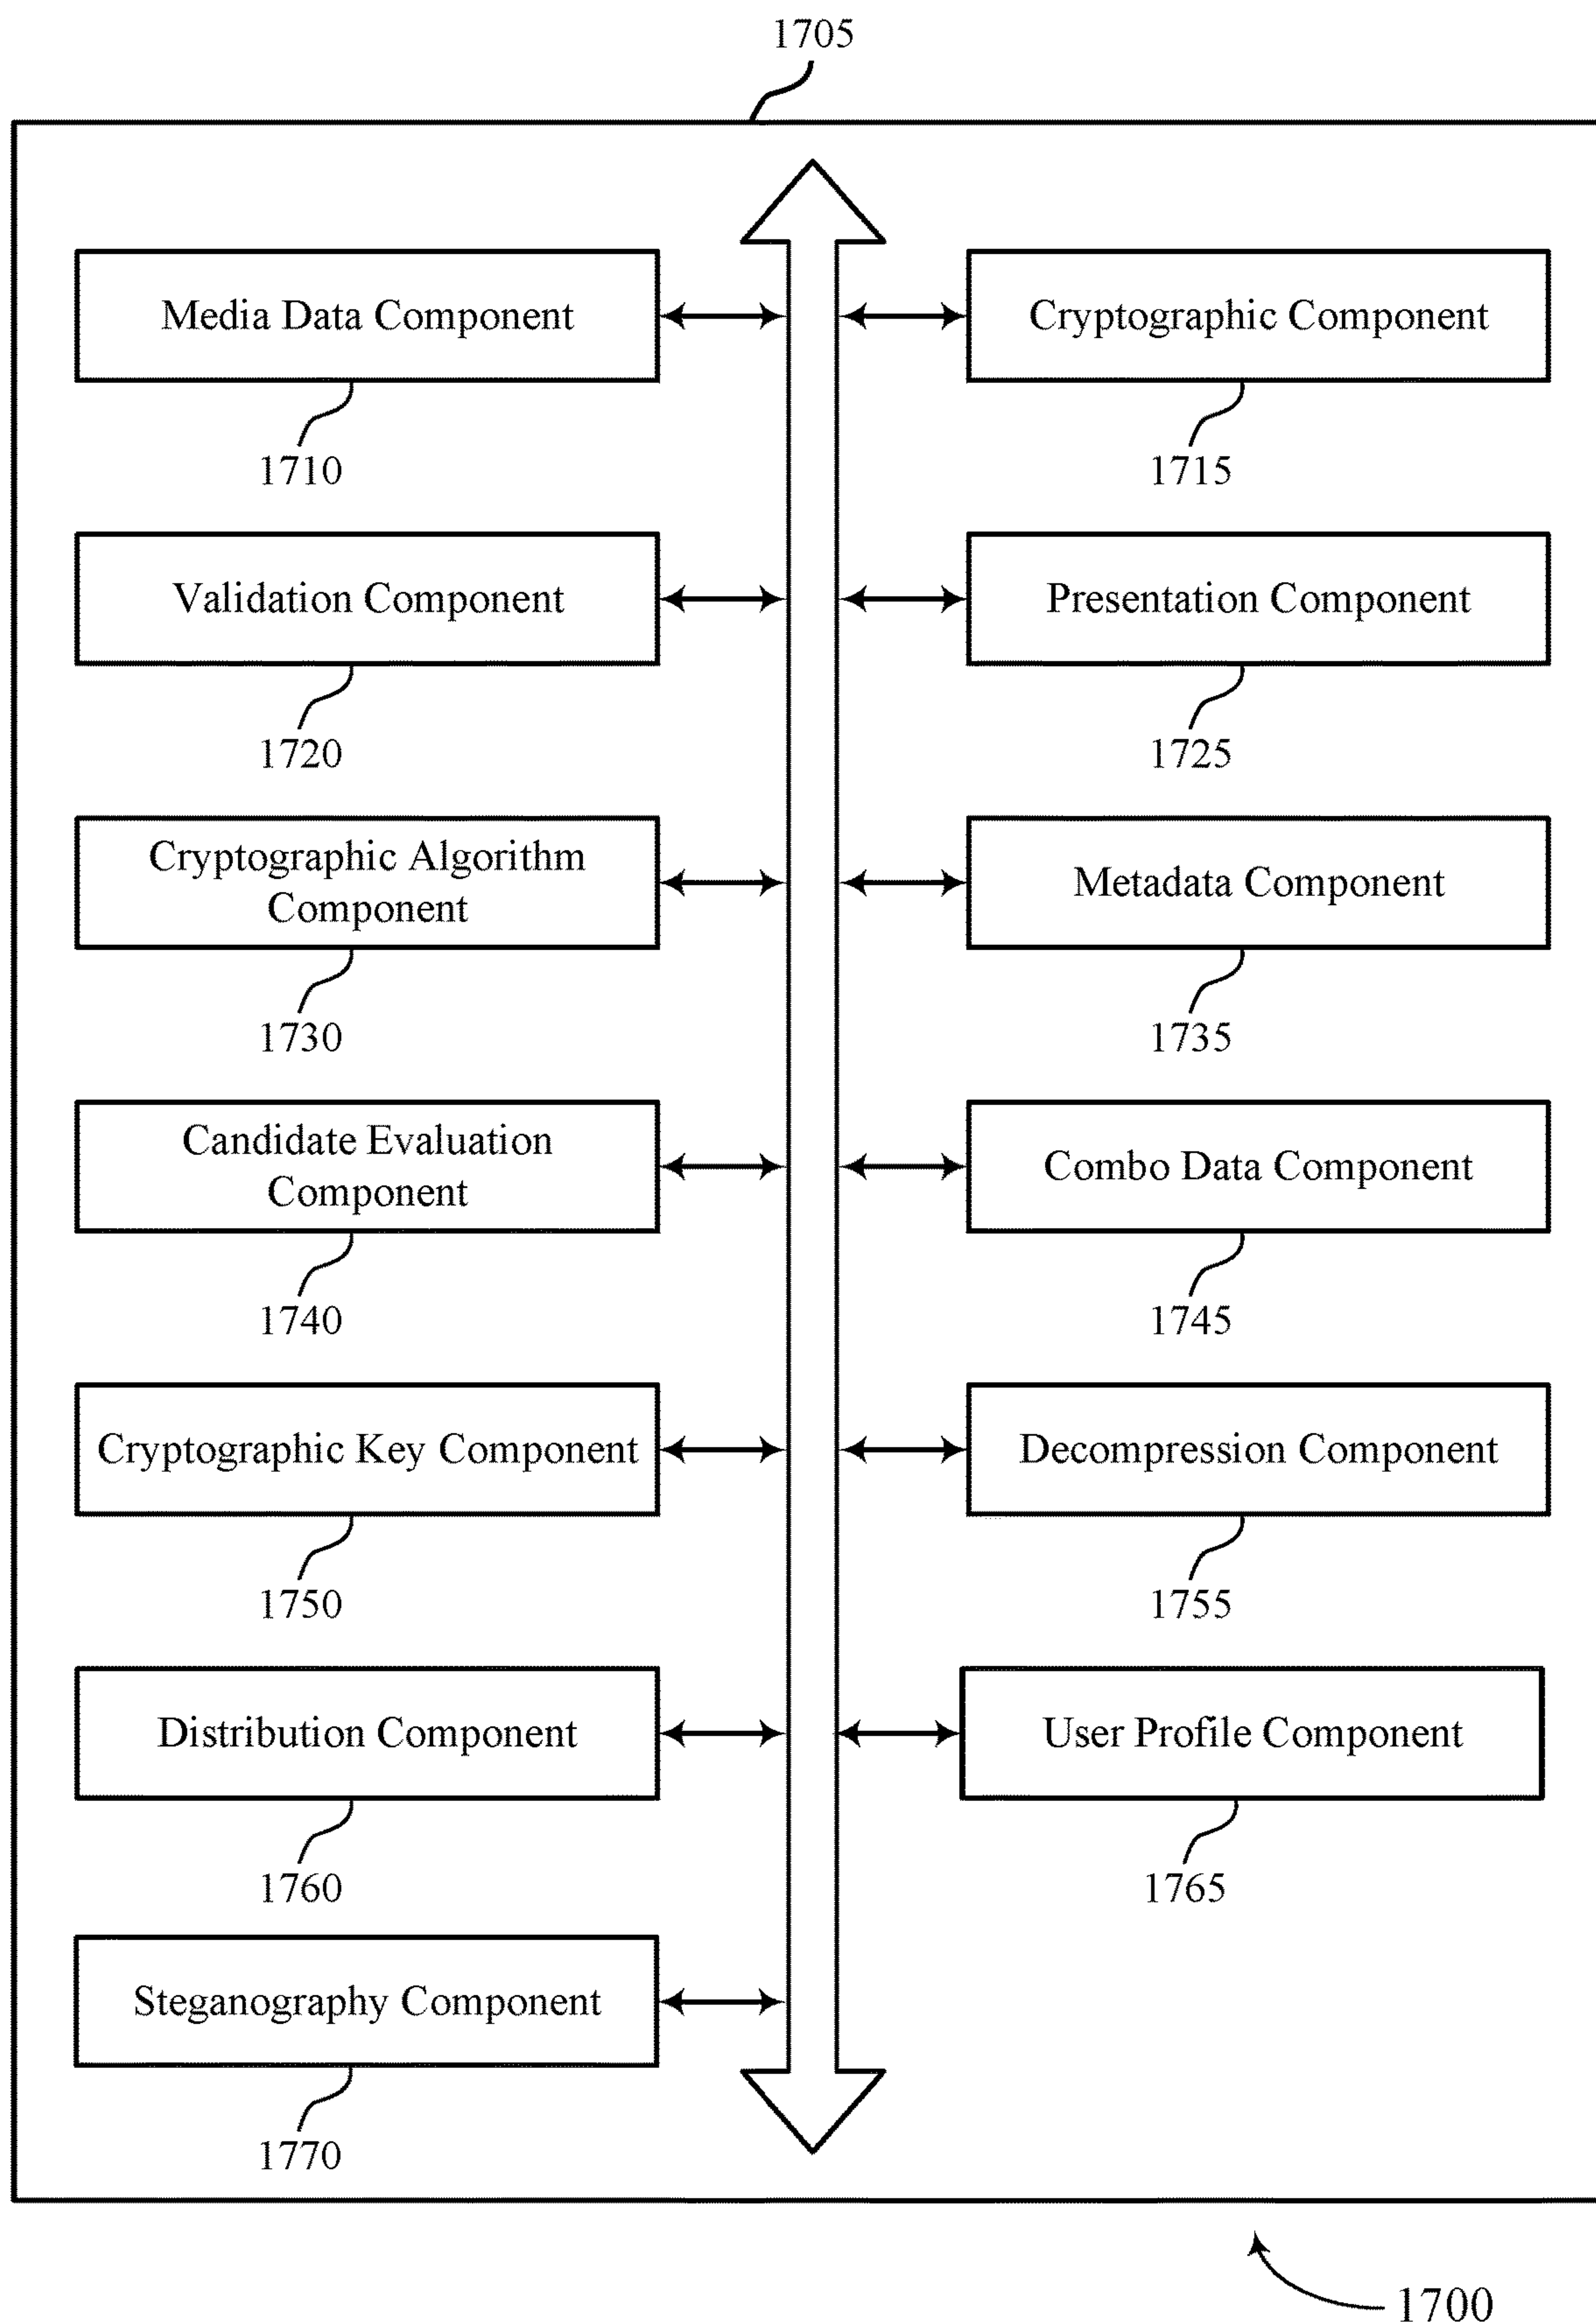 1705
Media Data Component
Cryptographic Component
1710
1715
Validation Component
Presentation Component
1720
1725
Cryptographic Algorithm
Component
Metadata Component
1730
1735
Candidate Evaluation
Component
Combo Data Component
1740
1745
Cryptographic Key Component
Decompression Component
1750
1755
Distribution Component
User Profile Component
1760
1765
Steganography Component
1770
1700